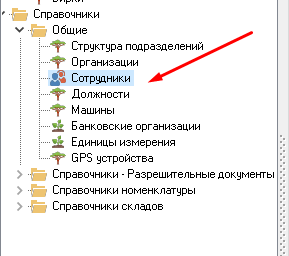 Справочники
Общие
Структура подразделений
Организации
Сотрудники
Должности
Машины
Банковские организации
Единицы измерения
GPS устройства
Справочники - Разрешительные документы
Справочники номенклатуры
Справочники складов